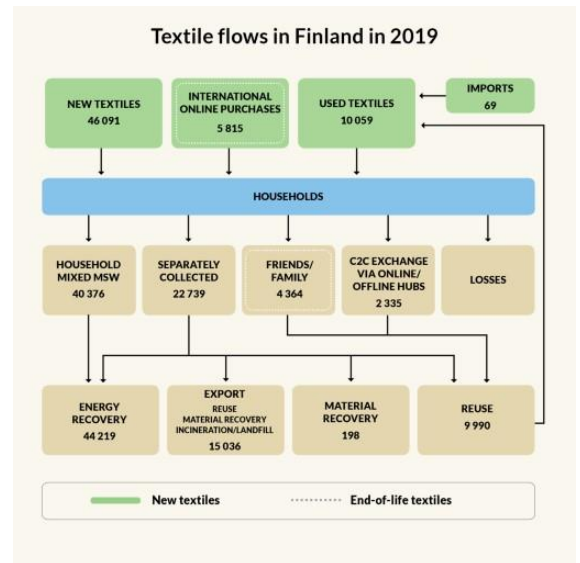 Textile flows in Finland in 2019
NEW TEXTILES
46 091
INTERNATIONAL
ONLINE PURCHASES
5 815
USED TEXTILES
10 059
IMPORTS
69
HOUSEHOLDS
HOUSEHOLD
MIXED MSW
40 376
SEPARATELY
COLLECTED
22 739
FRIENDS/
FAMILY
4 364
C2C EXCHANGE
VIA ONLINE/
OFFLINE HUBS
2 335
LOSSES
ENERGY
RECOVERY
44 219
EXPORT
REUSE
MATERIAL RECOVERY
INCINERATION/LANDFILL
15 036
MATERIAL
RECOVERY
198
REUSE
9 990
New textiles
End-of-life textiles